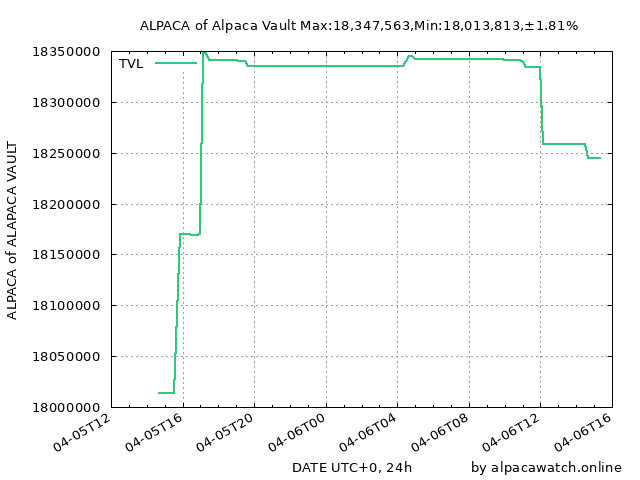 ALPACA of Alpaca Vault Max:18,347,563,Min:18,013,813,±1.81%
TVL
ALPACA of ALAPACA VAULT
18350000
18300000
18250000
18200000
18150000
18100000
18050000
18000000
04-05T12
04-05T16
04-05T20
04-06T00
04-06T04
04-06T08
04-06T12
04-06T16
DATE UTC+0, 24h
by alpacawatch.online